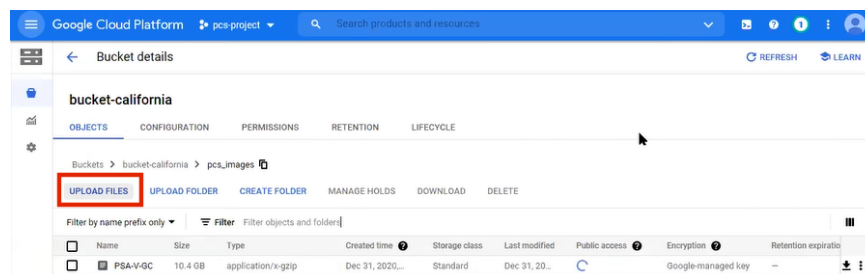 Google Cloud Platform pcs-project Search products and resources 1
Bucket details REFRESH LEARN
bucket-california
OBJECTS CONFIGURATION PERMISSIONS RETENTION LIFECYCLE
Buckets > bucket-california > pcs_images
UPLOAD FILES UPLOAD FOLDER CREATE FOLDER MANAGE HOLDS DOWNLOAD DELETE
Filter by name prefix only Filter Filter objects and folders
Name Size Type Created time Storage class Last modified Public access Encryption Retention expiratio
PSA-V-GC 10.4 GB application/x-gzip Dec 31, 2020,... Standard Dec 31, 20... Google-managed key –